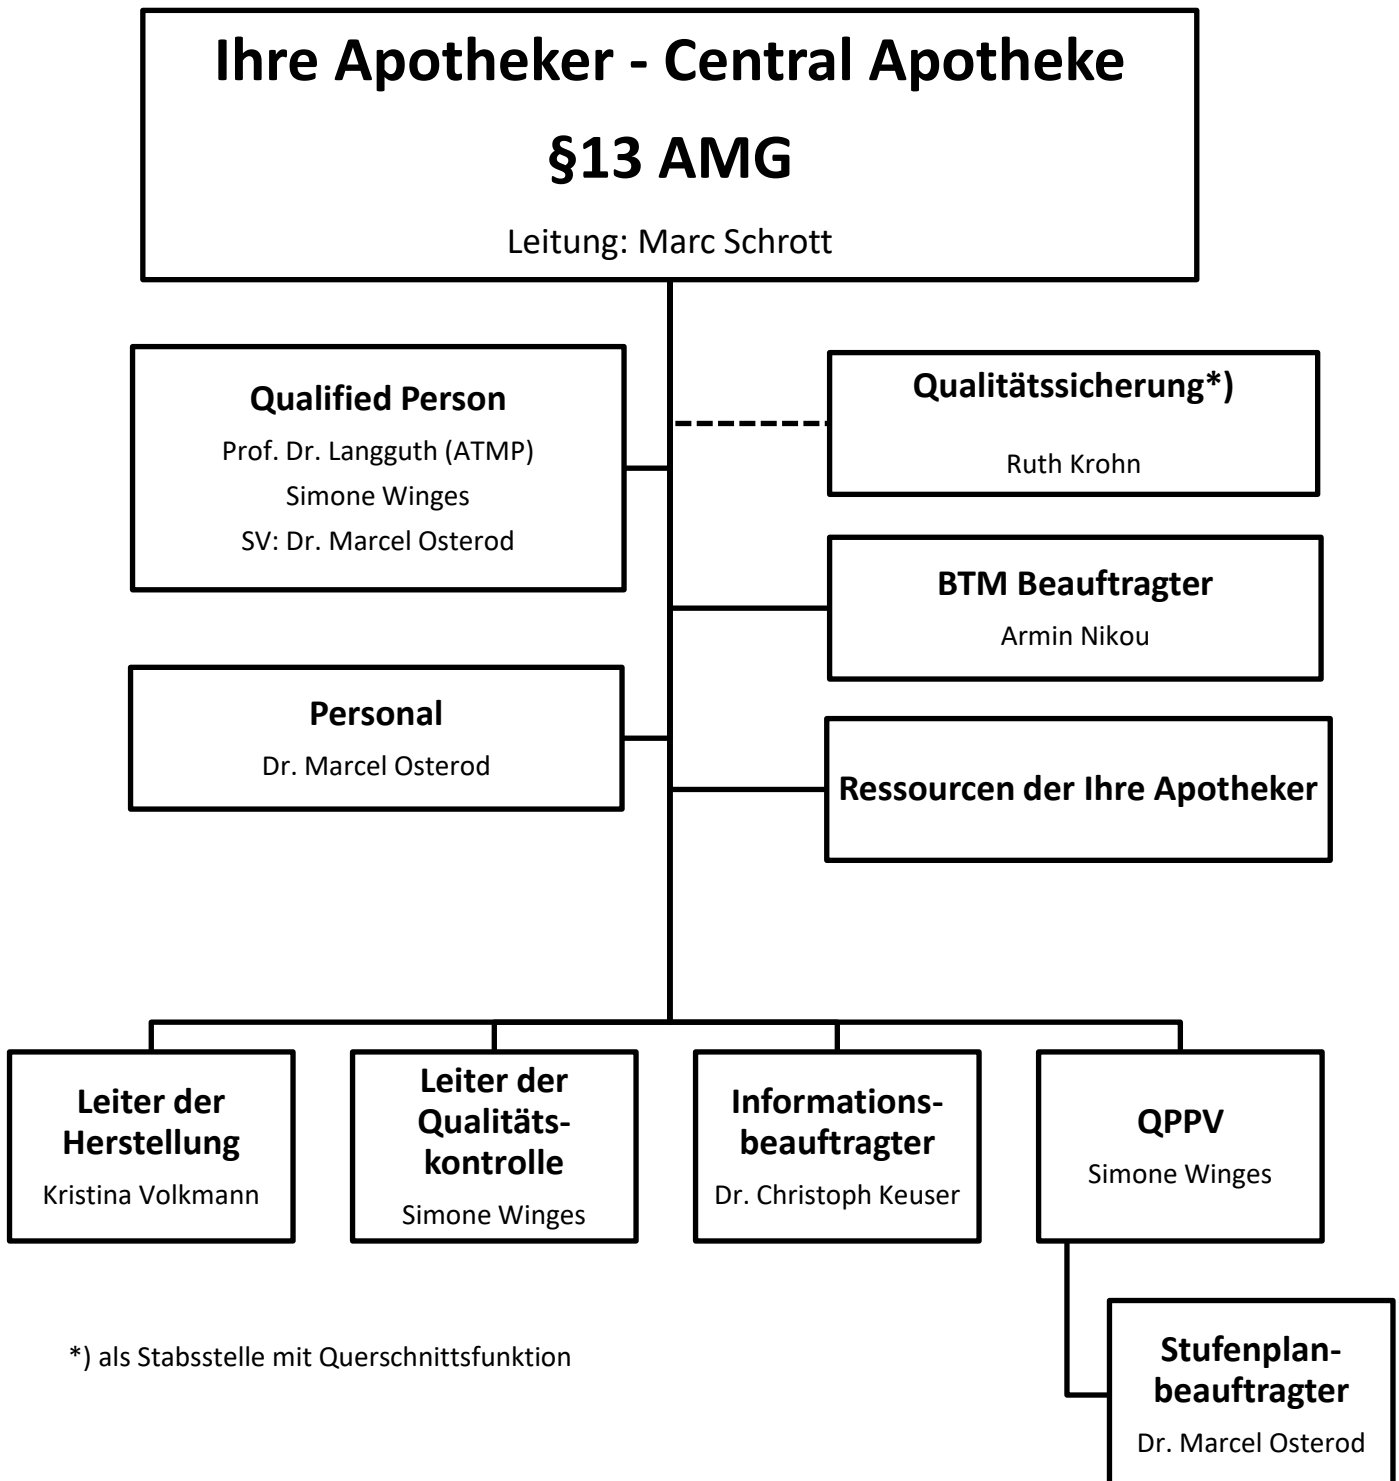 Ihre Apotheker - Central Apotheke
§13 AMG
Leitung: Marc Schrott
Qualified Person
Prof. Dr. Langguth (ATMP)
Simone Winges
SV: Dr. Marcel Osterod
Qualitätssicherung*)
Ruth Krohn
BTM Beauftragter
Armin Nikou
Personal
Dr. Marcel Osterod
Ressourcen der Ihre Apotheker
Leiter der
Herstellung
Kristina Volkmann
Leiter der
Qualitäts-
kontrolle
Simone Winges
Informations-
beauftragter
Dr. Christoph Keuser
QPPV
Simone Winges
Stufenplan-
beauftragter
Dr. Marcel Osterod
*) als Stabsstelle mit Querschnittsfunktion